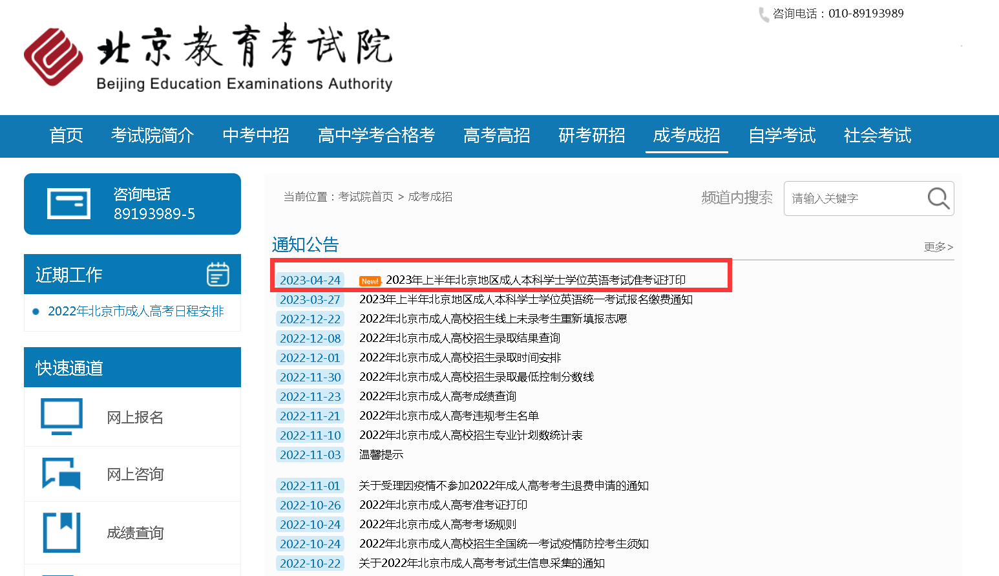 咨询电话：010-89193989
北京教育考试院
Beijing Education Examinations Authority
首页 考试院简介 中考中招 高中学考合格考 高考高招 研考研招 成考成招 自学考试 社会考试
咨询电话
89193989-5
近期工作
2022年北京市成人高考日程安排
快速通道
网上报名
网上咨询
成绩查询
当前位置：考试院首页 > 成考成招
频道内搜索 请输入关键字
通知公告 更多>
2023-04-24 New! 2023年上半年北京地区成人本科学士学位英语考试准考证打印
2023-03-27 2023年上半年北京地区成人本科学士学位英语统一考试报名缴费通知
2022-12-22 2022年北京市成人高校招生线上未录考生重新填报志愿
2022-12-08 2022年北京市成人高校招生录取结果查询
2022-12-01 2022年北京市成人高校招生录取时间安排
2022-11-30 2022年北京市成人高校招生录取最低控制分数线
2022-11-23 2022年北京市成人高考成绩查询
2022-11-21 2022年北京市成人高考违规考生名单
2022-11-10 2022年北京市成人高校招生专业计划数统计表
2022-11-03 温馨提示
2022-11-01 关于受理因疫情不参加2022年成人高考考生退费申请的通知
2022-10-26 2022年北京市成人高考准考证打印
2022-10-24 2022年北京市成人高考考场规则
2022-10-24 2022年北京市成人高校招生全国统一考试疫情防控考生须知
2022-10-22 关于2022年北京市成人高考考试生信息采集的通知